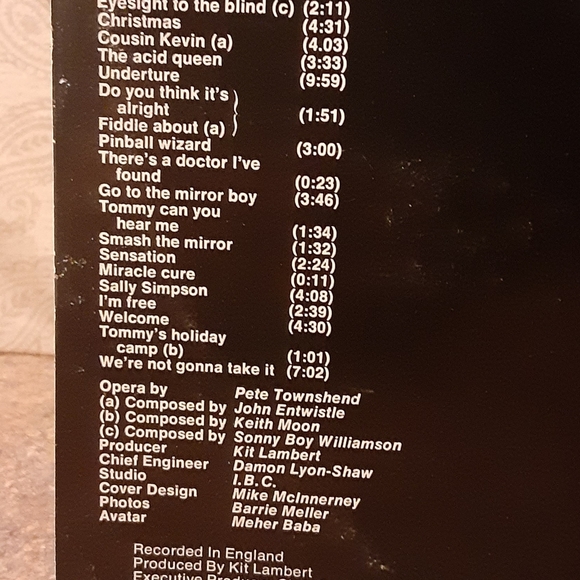 Eyesight to the blind (c) (2:11)
Christmas (4:31)
Cousin Kevin (a) (4.03)
The acid queen (3:33)
Underture (9:59)
Do you think it's
alright (1:51)
Fiddle about (a)
Pinball wizard (3:00)
There's a doctor I've
found (0:23)
Go to the mirror boy (3:46)
Tommy can you
hear me (1:34)
Smash the mirror (1:32)
Sensation (2:24)
Miracle cure (0:11)
Sally Simpson (4:08)
I'm free (2:39)
Welcome (4:30)
Tommy's holiday
camp (b) (1:01)
We're not gonna take it (7:02)
Opera by Pete Townshend
(a) Composed by John Entwistle
(b) Composed by Keith Moon
(c) Composed by Sonny Boy Williamson
Producer Kit Lambert
Chief Engineer Damon Lyon-Shaw
Studio I.B.C.
Cover Design Mike McInnerney
Photos Barrie Meller
Avatar Meher Baba
Recorded In England
Produced By Kit Lambert
Executive